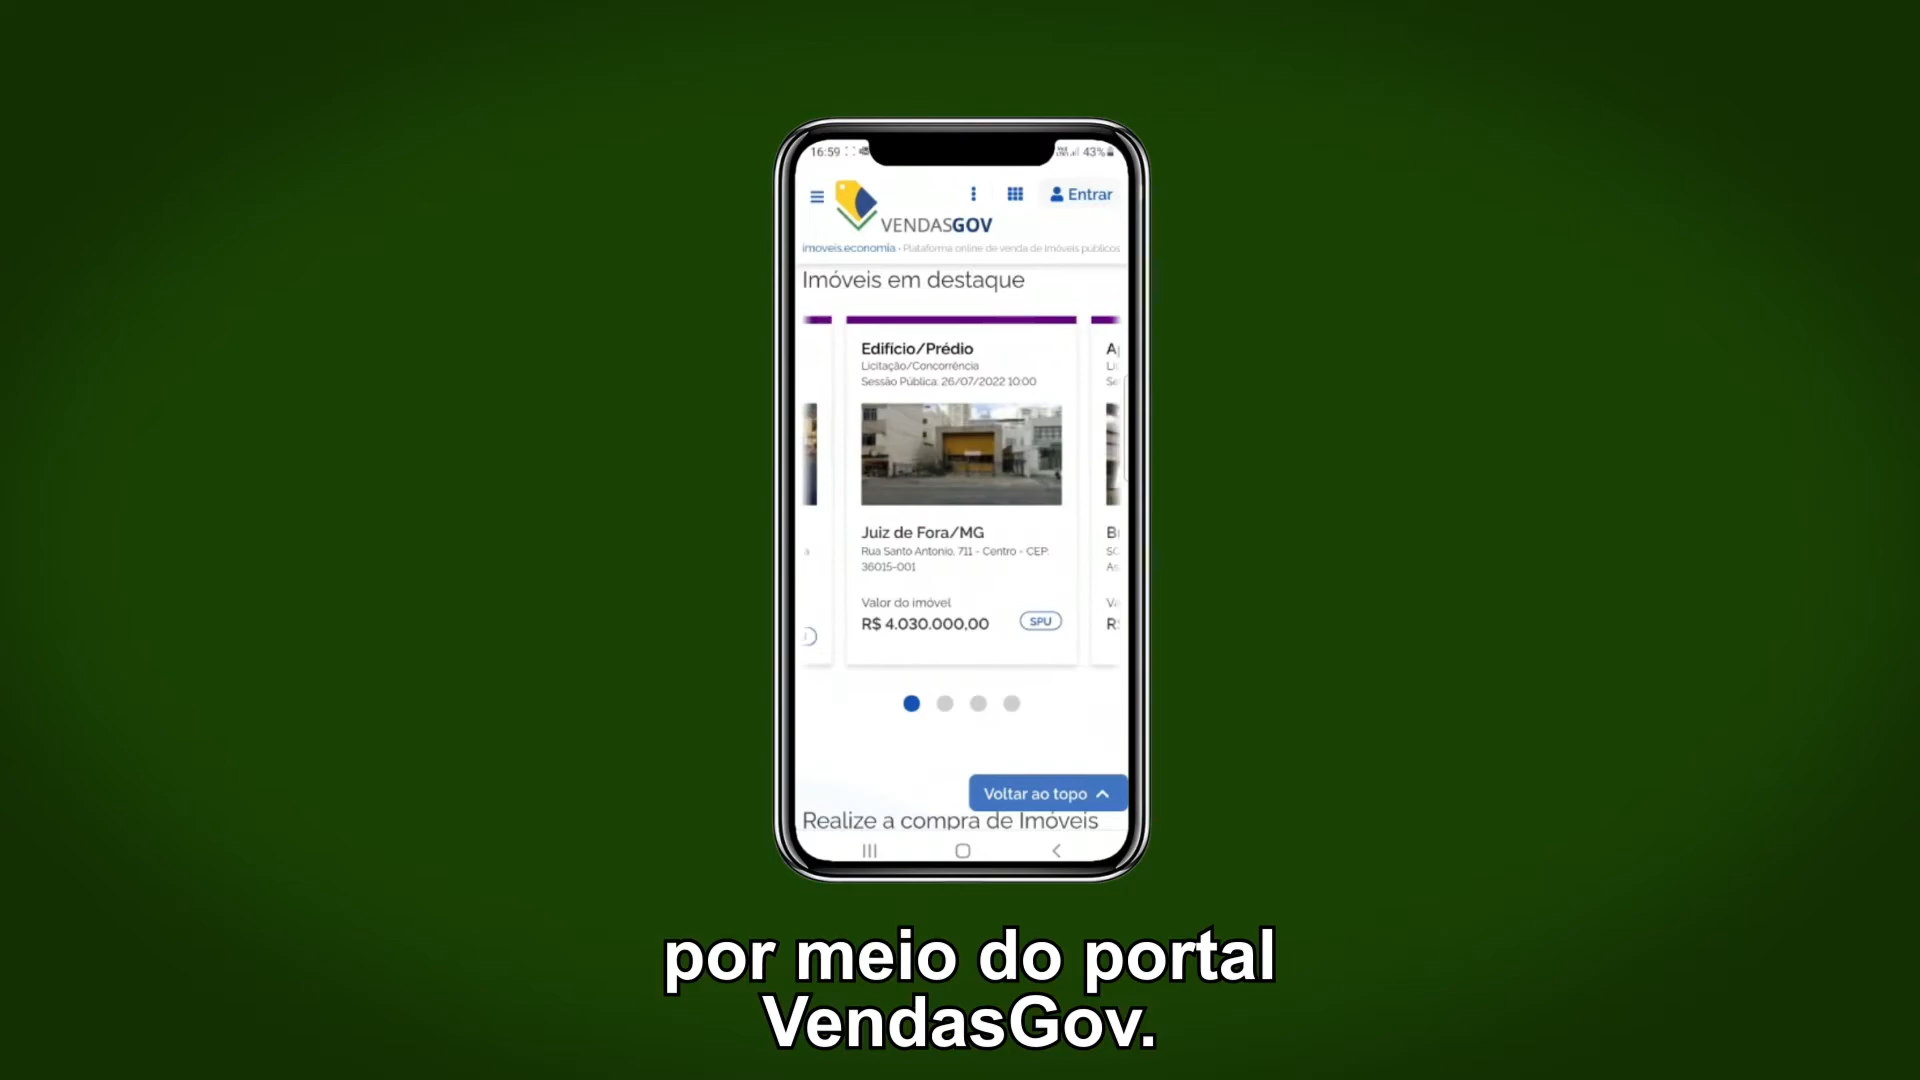 16:59
43%
Entrar
VENDASGOV
imoveis.economia - Plataforma online de venda de imóveis publicos
Imóveis em destaque
Edifício/Prédio
Licitação/Concorrência
Sessão Pública: 26/07/2022 10:00
Juiz de Fora/MG
Rua Santo Antonio, 711 - Centro - CEP:
36015-001
Valor do imóvel
R$ 4.030.000,00
SPU
Voltar ao topo
Realize a compra de Imóveis
por meio do portal
VendasGov.